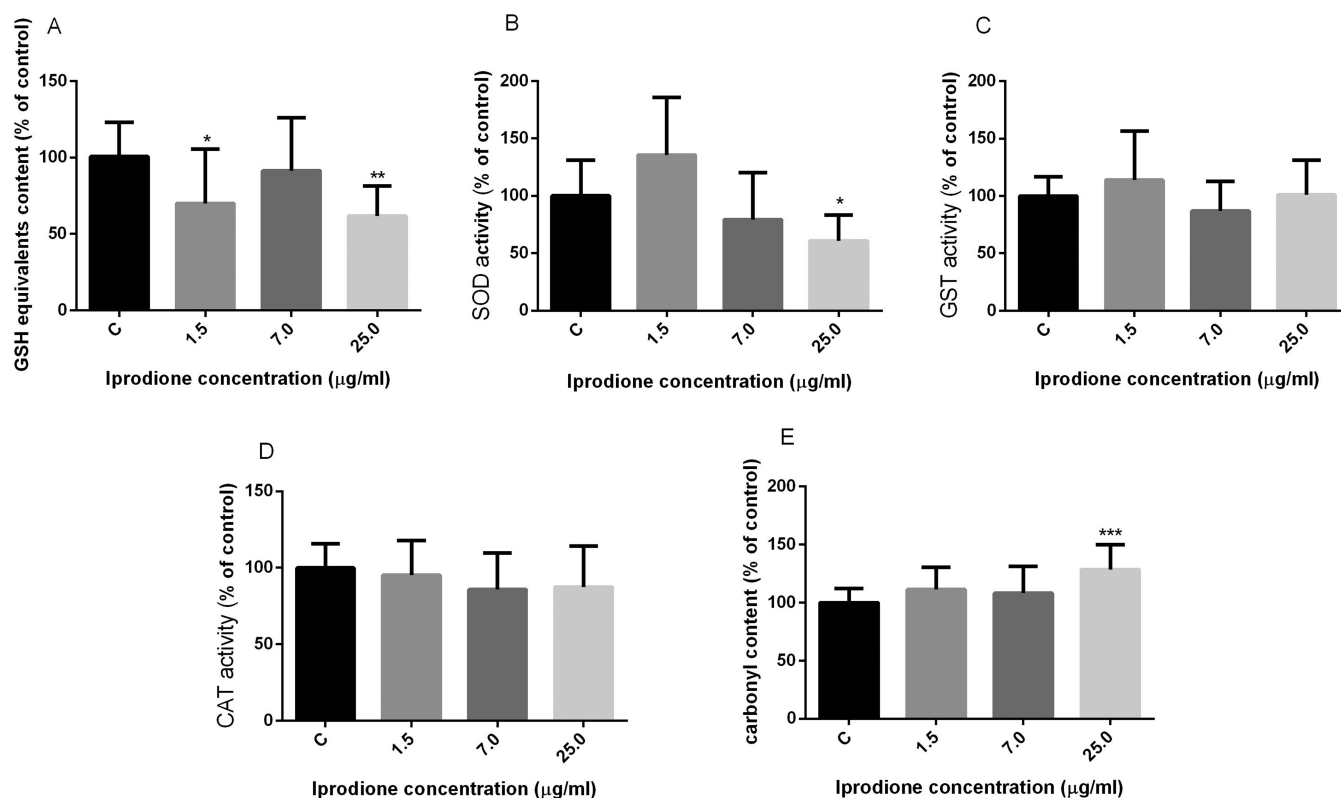 A
GSH equivalents content (% of control)
150
100
50
0
*
**
C
1.5
7.0
25.0
Iprodione concentration (μg/ml)
B
SOD activity (% of control)
200
150
100
50
0
*
C
1.5
7.0
25.0
Iprodione concentration (μg/ml)
C
GST activity (% of control)
200
150
100
50
0
C
1.5
7.0
25.0
Iprodione concentration (μg/ml)
D
CAT activity (% of control)
150
100
50
0
C
1.5
7.0
25.0
Iprodione concentration (μg/ml)
E
carbonyl content (% of control)
200
150
100
50
0
***
C
1.5
7.0
25.0
Iprodione concentration (μg/ml)